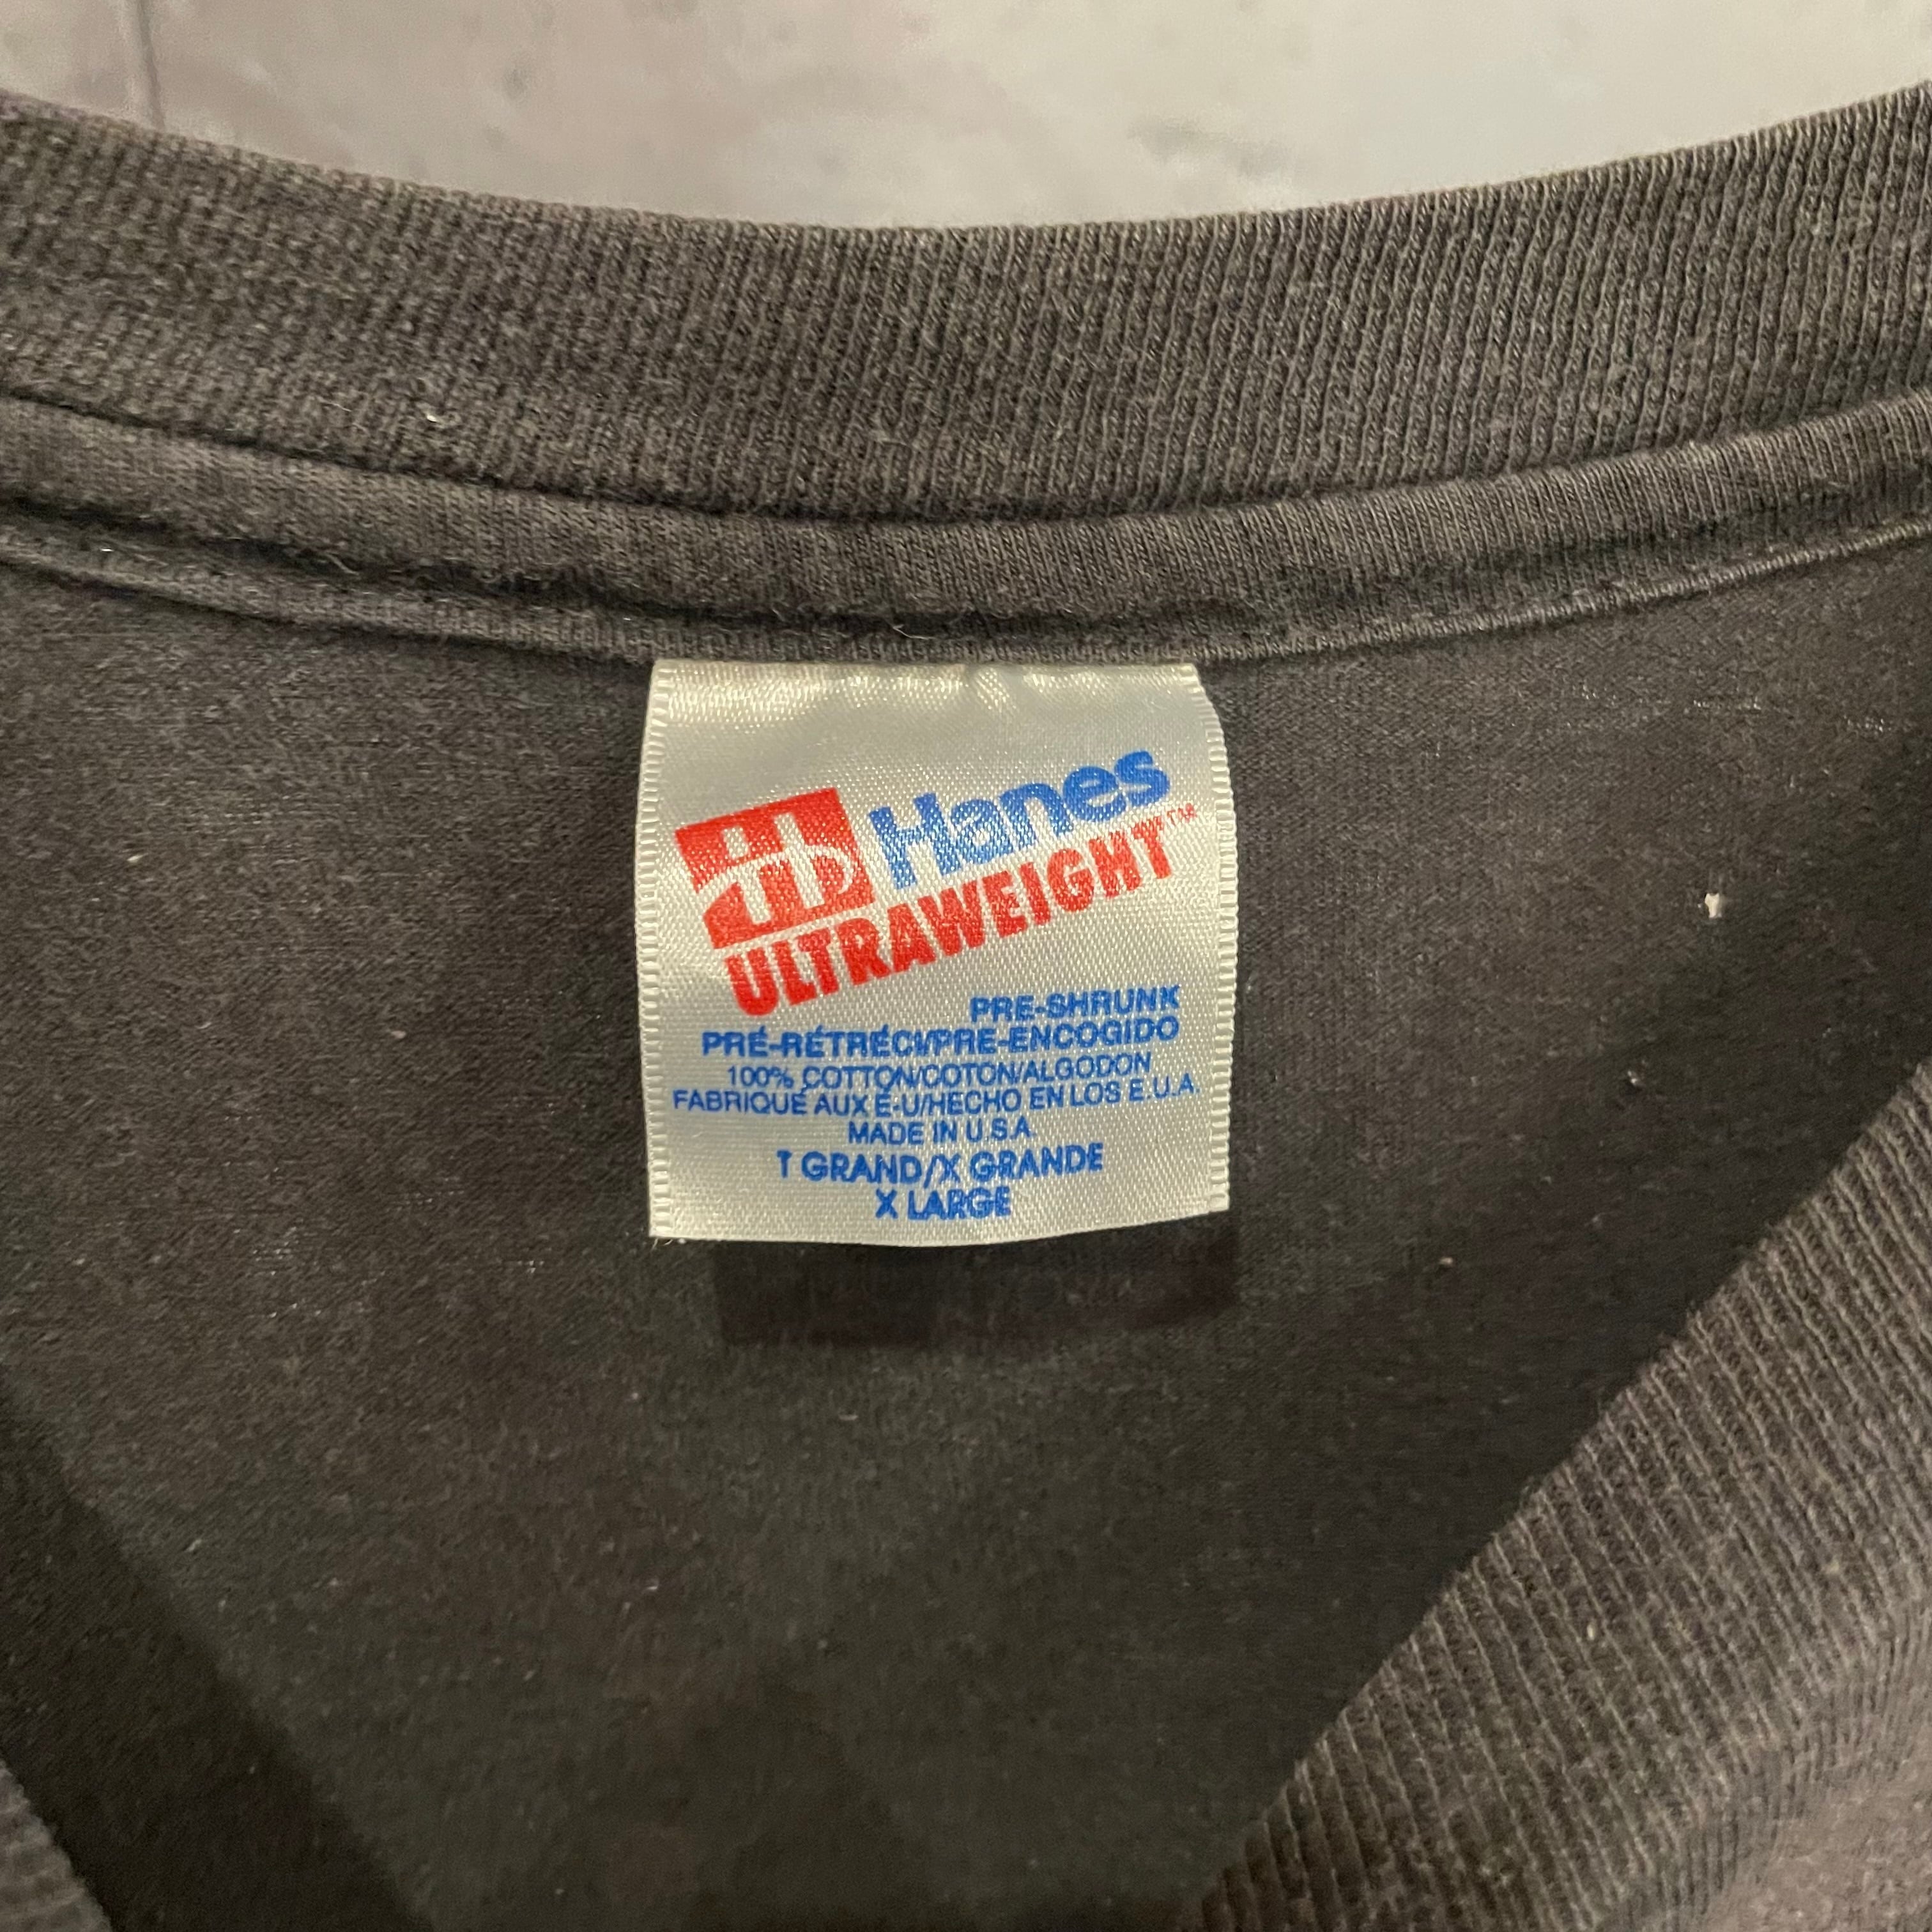 Hanes
ULTRAWEIGHT™
PRE-SHRUNK
PRÉ-RÉTRÉCI/PRE-ENCOGIDO
100% COTTON/COTON/ALGODON
FABRIQUÉ AUX É-U/HECHO EN LOS E.U.A.
MADE IN U.S.A.
T GRAND/X GRANDE
X LARGE